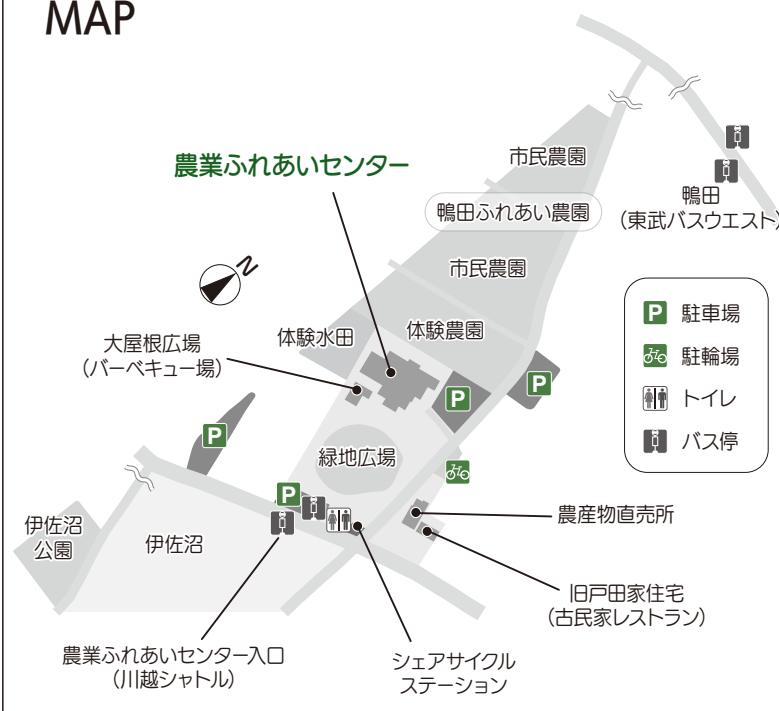 MAP
農業ふれあいセンター
市民農園
鴨田ふれあい農園
鴨田
(東武バスウエスト)
市民農園
N
大屋根広場
(バーベキュー場)
体験水田
体験農園
P 駐車場
駐輪場
トイレ
バス停
P
P
P
緑地広場
P
伊佐沼
公園
伊佐沼
農産物直売所
旧戸田家住宅
(古民家レストラン)
農業ふれあいセンター入口
(川越シャトル)
シェアサイクル
ステーション